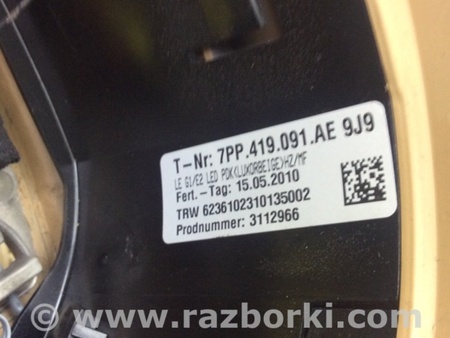 T-Nr: 7PP.419.091.AE 9J9
LE G1/E2 LED PDK(LUXORBEIGE)HZ/MF
Fert.-Tag: 15.05.2010
TRW 6236102310135002
Prodnummer: 3112966
www.razborki.com